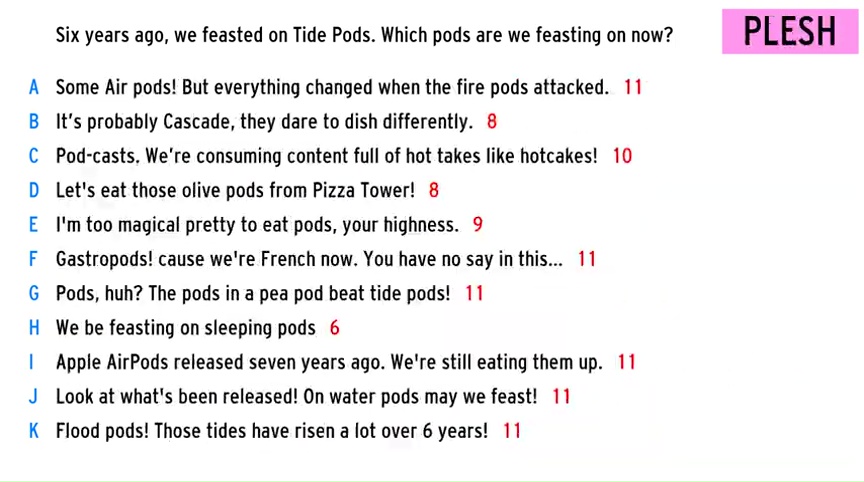 Six years ago, we feasted on Tide Pods. Which pods are we feasting on now?
PLESH
A Some Air pods! But everything changed when the fire pods attacked. 11
B It's probably Cascade, they dare to dish differently. 8
C Pod-casts. We're consuming content full of hot takes like hotcakes! 10
D Let's eat those olive pods from Pizza Tower! 8
E I'm too magical pretty to eat pods, your highness. 9
F Gastropods! cause we're French now. You have no say in this... 11
G Pods, huh? The pods in a pea pod beat tide pods! 11
H We be feasting on sleeping pods 6
I Apple AirPods released seven years ago. We're still eating them up. 11
J Look at what's been released! On water pods may we feast! 11
K Flood pods! Those tides have risen a lot over 6 years! 11